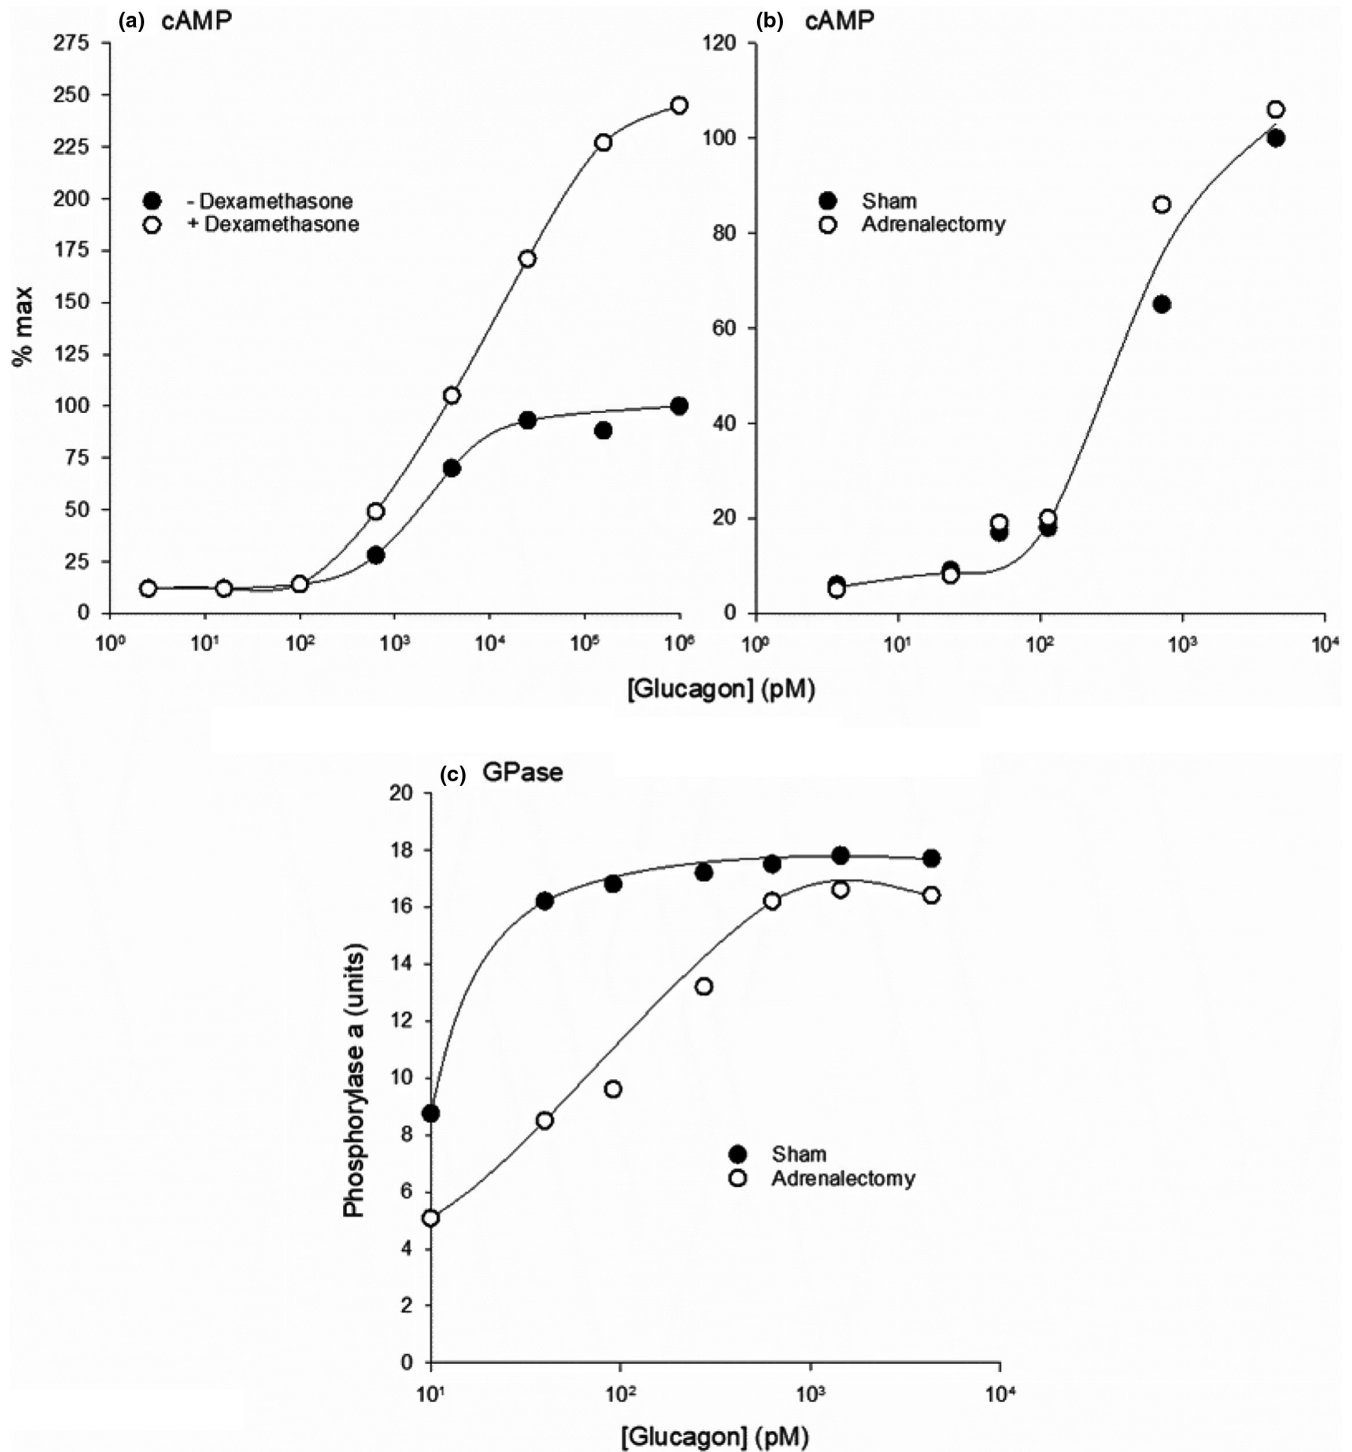 (a) cAMP
(b) cAMP
275
250
225
200
175
150
125
100
75
50
25
0
% max
- Dexamethasone
+ Dexamethasone
10⁰ 10¹ 10² 10³ 10⁴ 10⁵ 10⁶
120
100
80
60
40
20
0
Sham
Adrenalectomy
10⁰ 10¹ 10² 10³ 10⁴
[Glucagon] (pM)
(c) GPase
20
18
16
14
12
10
8
6
4
2
0
Phosphorylase a (units)
Sham
Adrenalectomy
10¹ 10² 10³ 10⁴
[Glucagon] (pM)